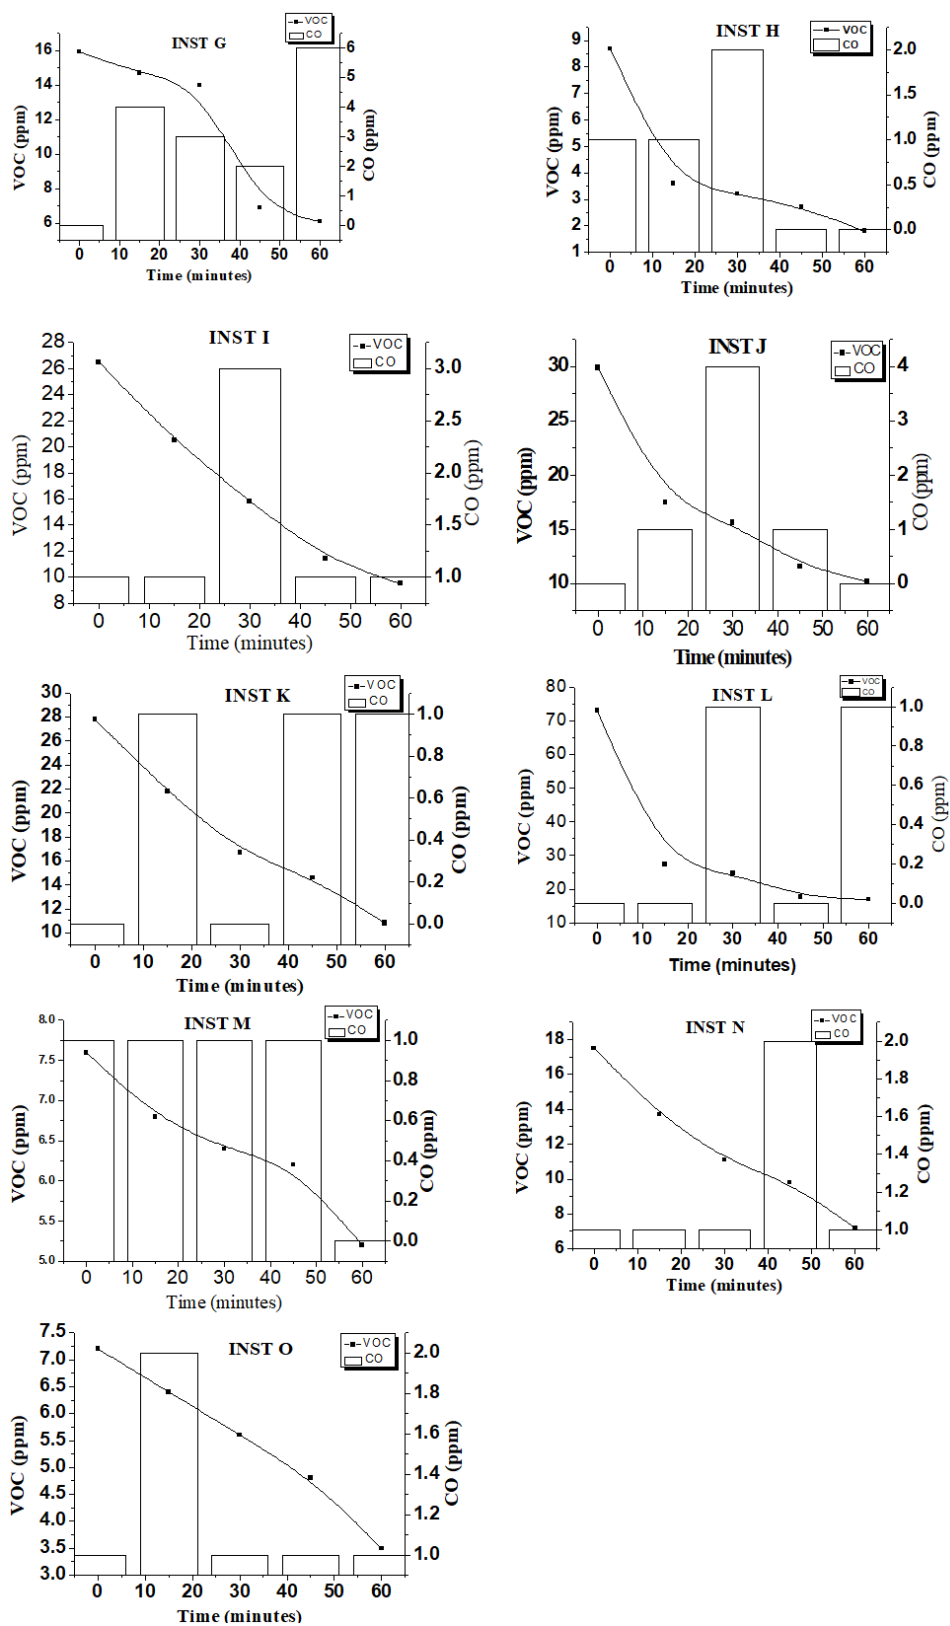 INST G
VOC
CO
16
14
12
10
8
6
VOC (ppm)
6
5
4
3
2
1
0
CO (ppm)
0 10 20 30 40 50 60
Time (minutes)
INST H
VOC
CO
9
8
7
6
5
4
3
2
1
VOC (ppm)
2.0
1.5
1.0
0.5
0.0
CO (ppm)
0 10 20 30 40 50 60
Time (minutes)
INST I
VOC
CO
28
26
24
22
20
18
16
14
12
10
8
VOC (ppm)
3.0
2.5
2.0
1.5
1.0
CO (ppm)
0 10 20 30 40 50 60
Time (minutes)
INST J
VOC
CO
30
25
20
15
10
VOC (ppm)
4
3
2
1
0
CO (ppm)
0 10 20 30 40 50 60
Time (minutes)
INST K
VOC
CO
30
28
26
24
22
20
18
16
14
12
10
VOC (ppm)
1.0
0.8
0.6
0.4
0.2
0.0
CO (ppm)
0 10 20 30 40 50 60
Time (minutes)
INST L
VOC
CO
80
70
60
50
40
30
20
10
VOC (ppm)
1.0
0.8
0.6
0.4
0.2
0.0
CO (ppm)
0 10 20 30 40 50 60
Time (minutes)
INST M
VOC
CO
8.0
7.5
7.0
6.5
6.0
5.5
5.0
VOC (ppm)
1.0
0.8
0.6
0.4
0.2
0.0
CO (ppm)
0 10 20 30 40 50 60
Time (minutes)
INST N
VOC
CO
18
16
14
12
10
8
6
VOC (ppm)
2.0
1.8
1.6
1.4
1.2
1.0
CO (ppm)
0 10 20 30 40 50 60
Time (minutes)
INST O
VOC
CO
7.5
7.0
6.5
6.0
5.5
5.0
4.5
4.0
3.5
3.0
VOC (ppm)
2.0
1.8
1.6
1.4
1.2
1.0
CO (ppm)
0 10 20 30 40 50 60
Time (minutes)